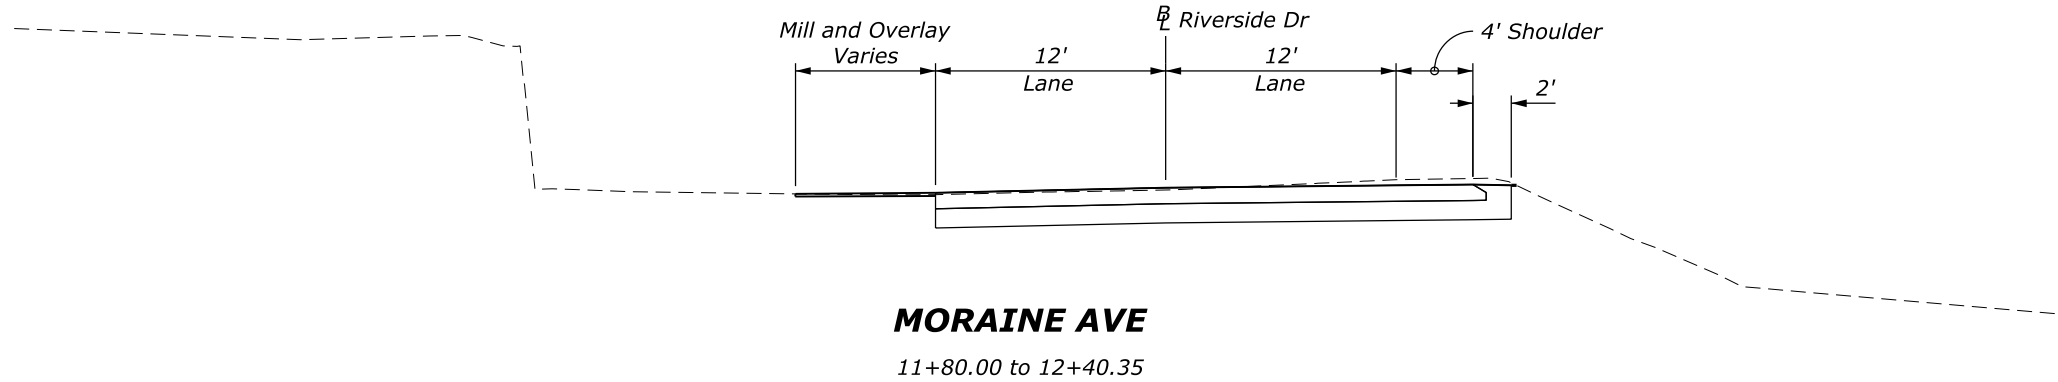 Mill and Overlay
Varies
12'
Lane
BL Riverside Dr
12'
Lane
4' Shoulder
2'
MORAINE AVE
11+80.00 to 12+40.35